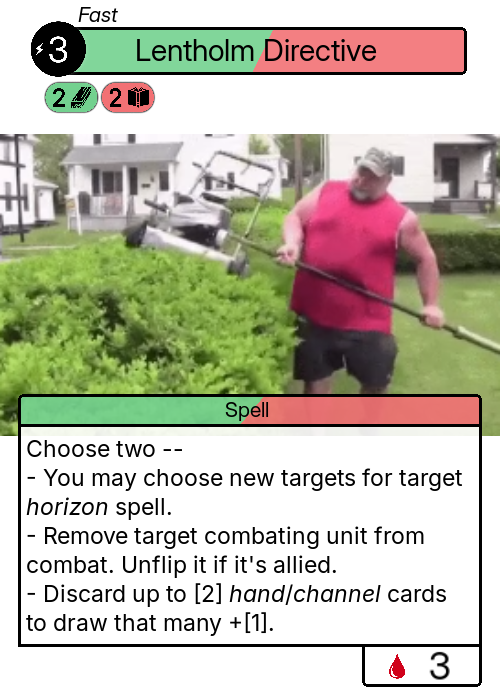 Fast
3
Lentholm Directive
2 2
Spell
Choose two --
- You may choose new targets for target
horizon spell.
- Remove target combating unit from
combat. Unflip it if it's allied.
- Discard up to [2] hand/channel cards
to draw that many +[1].
3